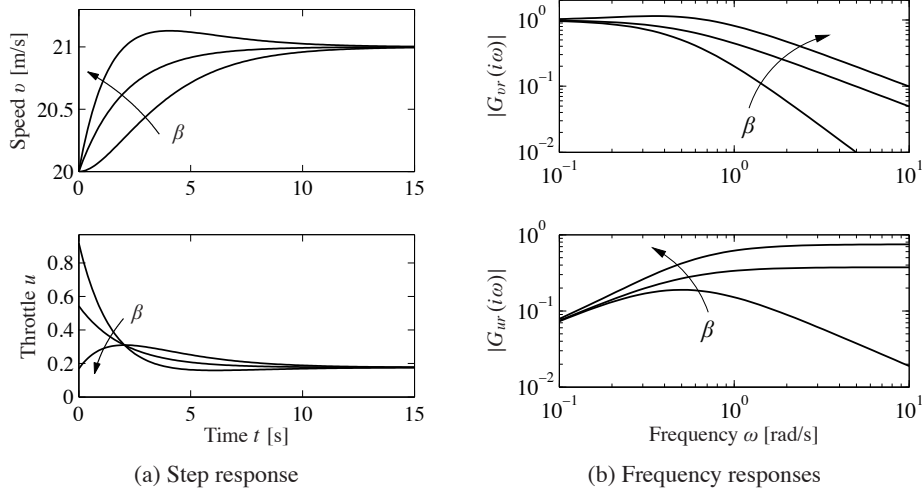 Speed v [m/s]
21
20.5
20
β
0
5
10
15
Throttle u
0.8
0.6
0.4
0.2
0
β
0
5
10
15
Time t [s]
(a) Step response
|Gvr(iω)|
10^0
10^-1
10^-2
β
10^-1
10^0
10^1
|Gur(iω)|
10^0
10^-1
10^-2
β
10^-1
10^0
10^1
Frequency ω [rad/s]
(b) Frequency responses